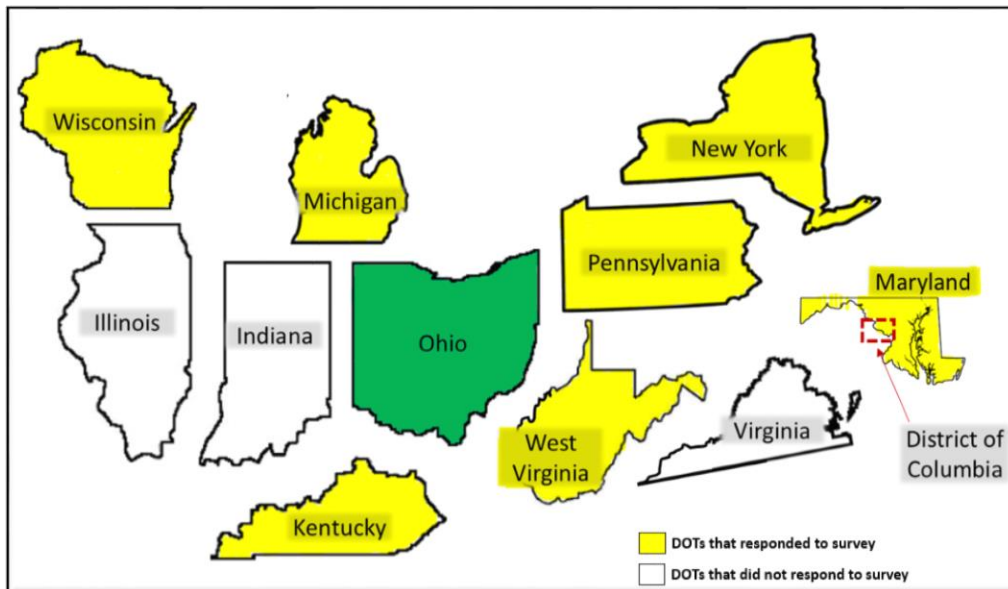 Wisconsin
Michigan
New York
Pennsylvania
Maryland
Illinois
Indiana
Ohio
West
Virginia
Virginia
District of
Columbia
Kentucky
DOTs that responded to survey
DOTs that did not respond to survey